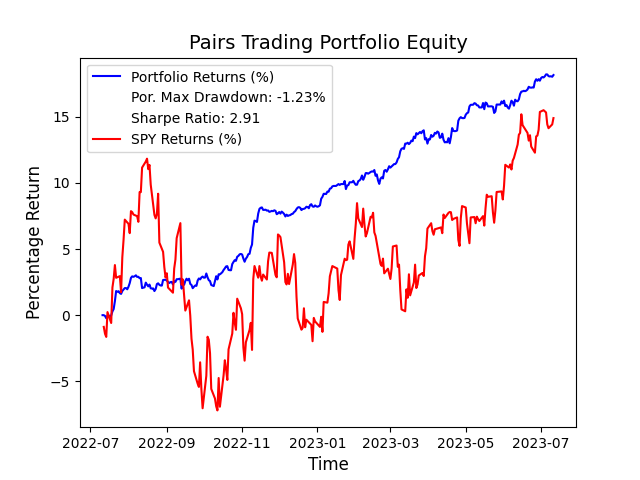 Pairs Trading Portfolio Equity
Portfolio Returns (%)
Por. Max Drawdown: -1.23%
Sharpe Ratio: 2.91
SPY Returns (%)
Percentage Return
15
10
5
0
−5
2022-07 2022-09 2022-11 2023-01 2023-03 2023-05 2023-07
Time